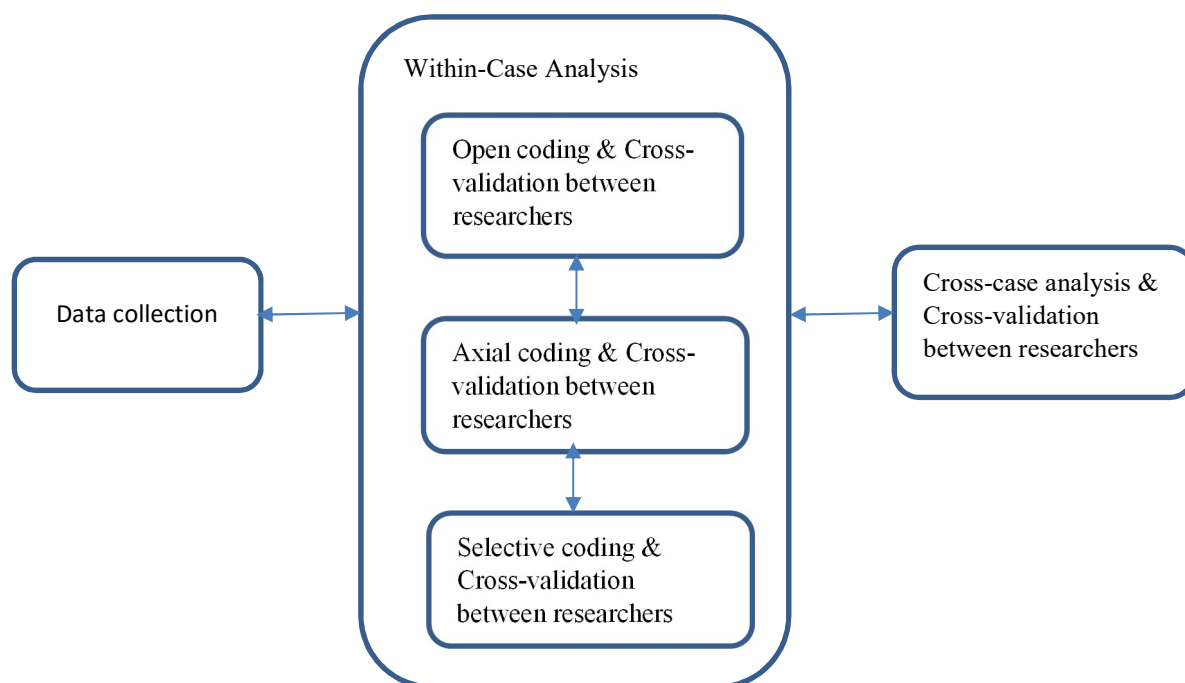 Within-Case Analysis
Open coding & Cross-
validation between
researchers
Data collection
Axial coding & Cross-
validation between
researchers
Selective coding &
Cross-validation
between researchers
Cross-case analysis &
Cross-validation
between researchers